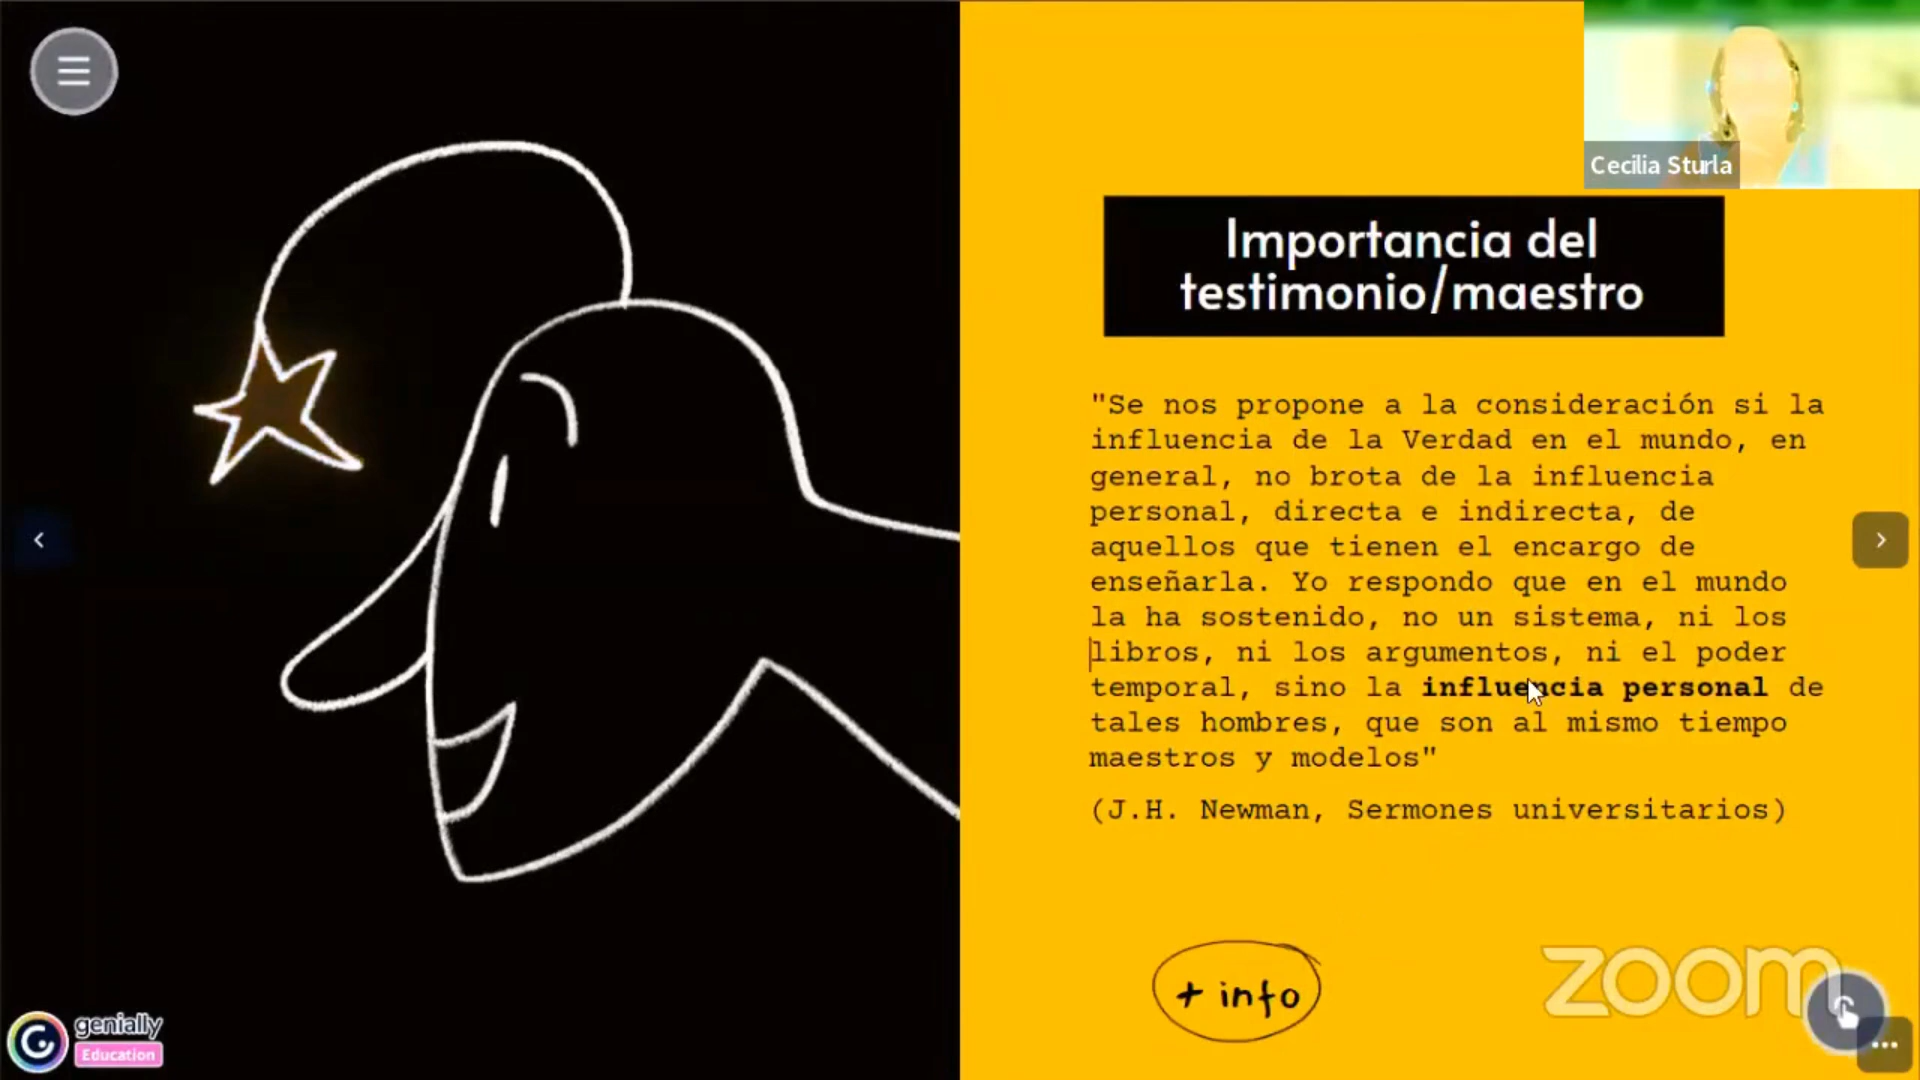 Cecilia Sturla
Importancia del
testimonio/maestro
"Se nos propone a la consideración si la
influencia de la Verdad en el mundo, en
general, no brota de la influencia
personal, directa e indirecta, de
aquellos que tienen el encargo de
enseñarla. Yo respondo que en el mundo
la ha sostenido, no un sistema, ni los
libros, ni los argumentos, ni el poder
temporal, sino la influencia personal de
tales hombres, que son al mismo tiempo
maestros y modelos"
(J.H. Newman, Sermones universitarios)
+ info
zoom
genially
Education